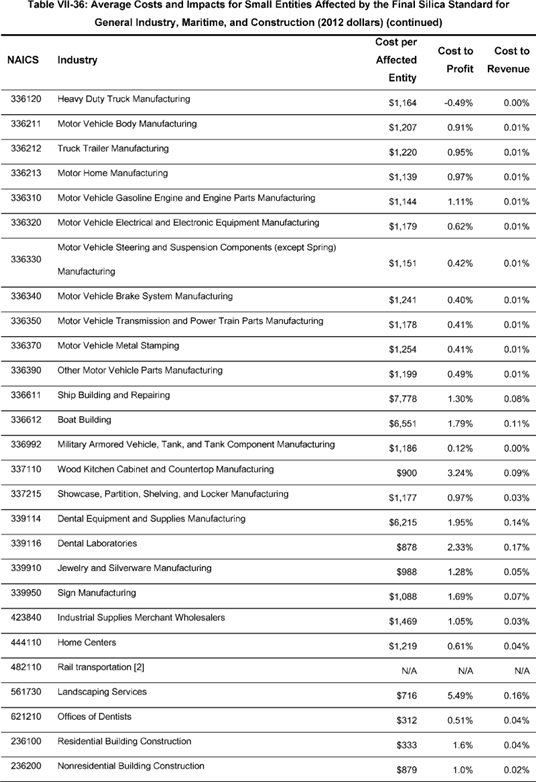 Table VII-36: Average Costs and Impacts for Small Entities Affected by the Final Silica Standard for
General Industry, Maritime, and Construction (2012 dollars) (continued)
NAICS Industry Cost per Affected Entity Cost to Profit Cost to Revenue
336120 Heavy Duty Truck Manufacturing $1,164 -0.49% 0.00%
336211 Motor Vehicle Body Manufacturing $1,207 0.91% 0.01%
336212 Truck Trailer Manufacturing $1,220 0.95% 0.01%
336213 Motor Home Manufacturing $1,139 0.97% 0.01%
336310 Motor Vehicle Gasoline Engine and Engine Parts Manufacturing $1,144 1.11% 0.01%
336320 Motor Vehicle Electrical and Electronic Equipment Manufacturing $1,179 0.62% 0.01%
336330 Motor Vehicle Steering and Suspension Components (except Spring)
Manufacturing $1,151 0.42% 0.01%
336340 Motor Vehicle Brake System Manufacturing $1,241 0.40% 0.01%
336350 Motor Vehicle Transmission and Power Train Parts Manufacturing $1,178 0.41% 0.01%
336370 Motor Vehicle Metal Stamping $1,254 0.41% 0.01%
336390 Other Motor Vehicle Parts Manufacturing $1,199 0.49% 0.01%
336611 Ship Building and Repairing $7,778 1.30% 0.08%
336612 Boat Building $6,551 1.79% 0.11%
336992 Military Armored Vehicle, Tank, and Tank Component Manufacturing $1,186 0.12% 0.00%
337110 Wood Kitchen Cabinet and Countertop Manufacturing $900 3.24% 0.09%
337215 Showcase, Partition, Shelving, and Locker Manufacturing $1,177 0.97% 0.03%
339114 Dental Equipment and Supplies Manufacturing $6,215 1.95% 0.14%
339116 Dental Laboratories $878 2.33% 0.17%
339910 Jewelry and Silverware Manufacturing $988 1.28% 0.05%
339950 Sign Manufacturing $1,088 1.69% 0.07%
423840 Industrial Supplies Merchant Wholesalers $1,469 1.05% 0.03%
444110 Home Centers $1,219 0.61% 0.04%
482110 Rail transportation [2] N/A N/A N/A
561730 Landscaping Services $716 5.49% 0.16%
621210 Offices of Dentists $312 0.51% 0.04%
236100 Residential Building Construction $333 1.6% 0.04%
236200 Nonresidential Building Construction $879 1.0% 0.02%